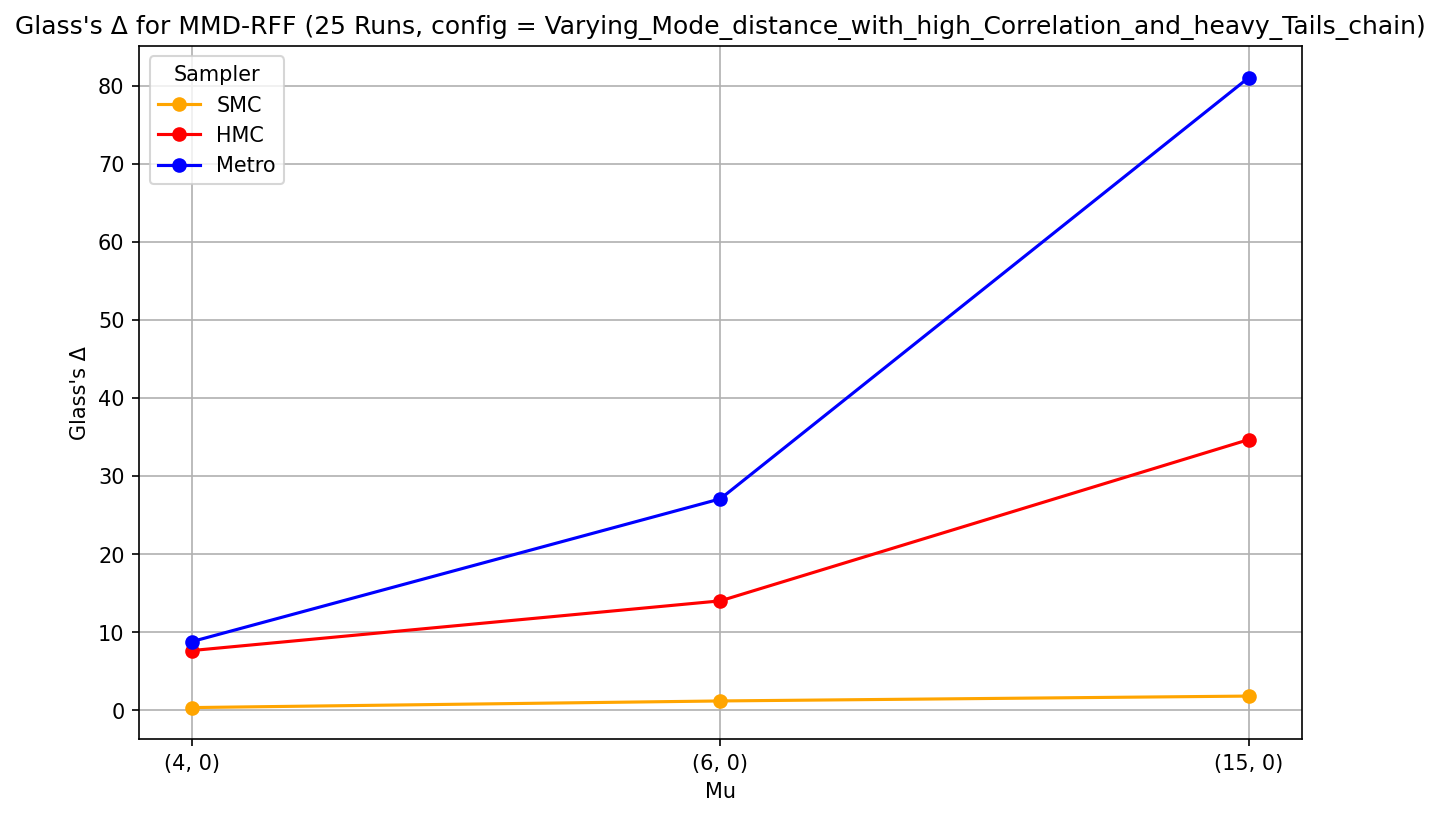 Glass's Δ for MMD-RFF (25 Runs, config = Varying_Mode_distance_with_high_Correlation_and_heavy_Tails_chain)
Sampler
SMC
HMC
Metro
80
70
60
50
40
30
20
10
0
Glass's Δ
(4, 0)
(6, 0)
(15, 0)
Mu